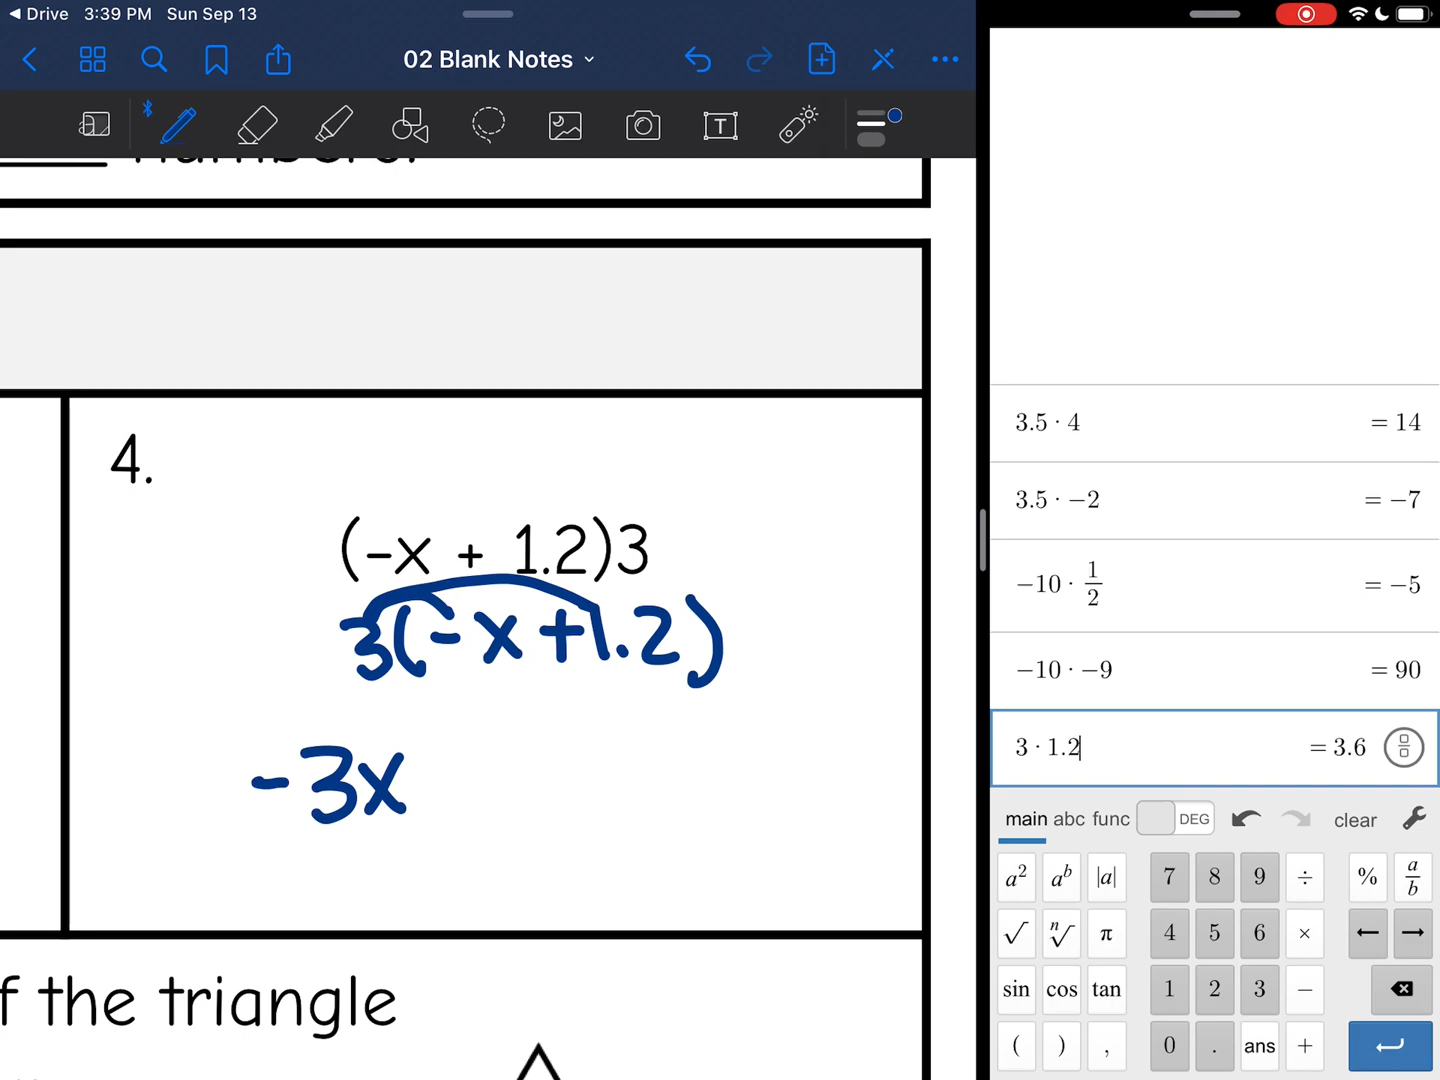 Drive 3:39 PM Sun Sep 13
02 Blank Notes
T
numbers.
4.
(-x + 1.2)3
3(-x+1.2)
-3x
f the triangle
3.5 · 4 = 14
3.5 · −2 = −7
−10 · 1/2 = −5
−10 · −9 = 90
3 · 1.2 = 3.6
main abc func DEG clear
a² aᵇ |a| 7 8 9 ÷ % a/b
√ ⁿ√ π 4 5 6 × ← →
sin cos tan 1 2 3 −
( ) , 0 . ans +